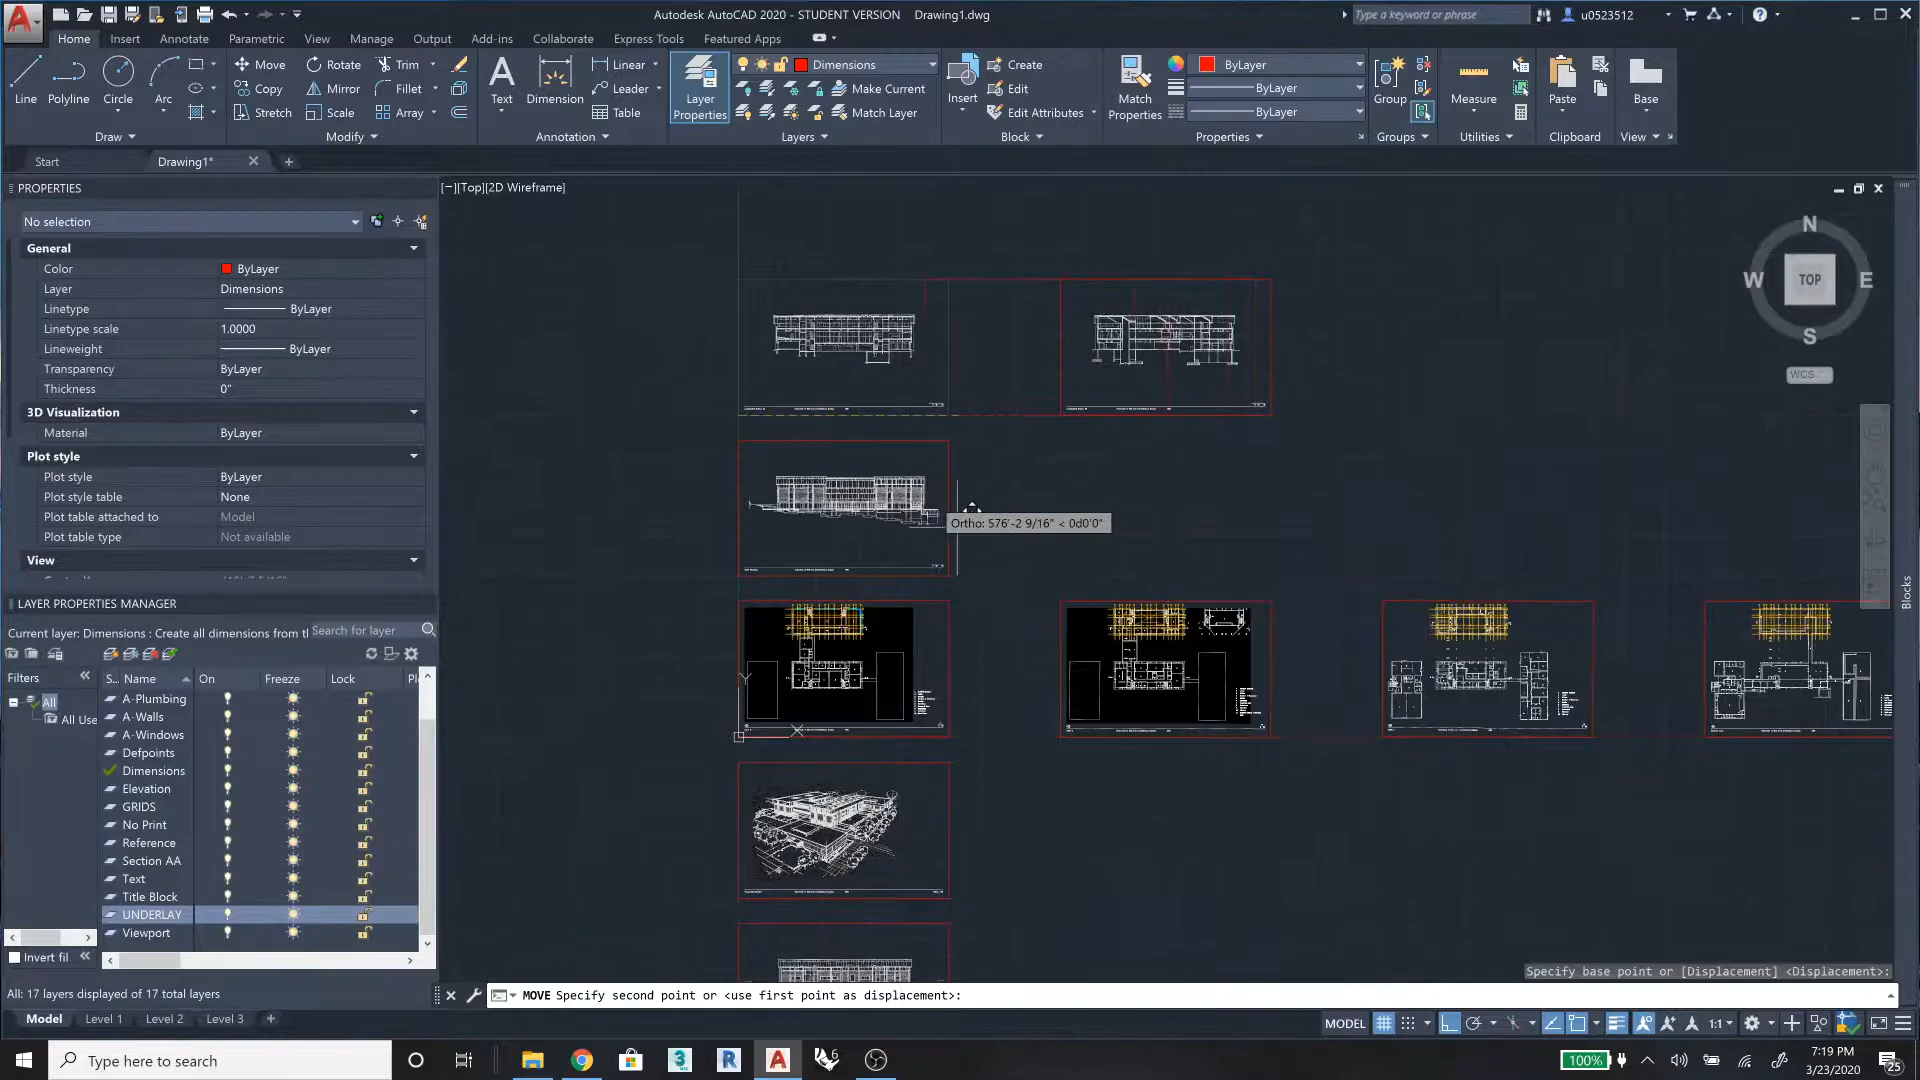 Autodesk AutoCAD 2020 - STUDENT VERSION Drawing1.dwg
Type a keyword or phrase
u0523512
Home Insert Annotate Parametric View Manage Output Add-ins Collaborate Express Tools Featured Apps
Line Polyline Circle Arc
Move Rotate Trim
Copy Mirror Fillet
Stretch Scale Array
Text Dimension
Linear
Leader
Table
Layer Properties
Dimensions
Make Current
Match Layer
Insert
Create
Edit
Edit Attributes
Match Properties
ByLayer
ByLayer
ByLayer
Group
Measure
Paste
Base
Draw Modify Annotation Layers Block Properties Groups Utilities Clipboard View
Start Drawing1*
PROPERTIES
No selection
General
Color ByLayer
Layer Dimensions
Linetype ByLayer
Linetype scale 1.0000
Lineweight ByLayer
Transparency ByLayer
Thickness 0"
3D Visualization
Material ByLayer
Plot style
Plot style ByLayer
Plot style table None
Plot table attached to Model
Plot table type Not available
View
[−][Top][2D Wireframe]
N
W TOP E
S
WCS
Ortho: 576'-2 9/16" < 0d0'0"
Y
X
Blocks
LAYER PROPERTIES MANAGER
Current layer: Dimensions : Create all dimensions from tl
Search for layer
Filters
All
All Use
Invert fil
S... Name On Freeze Lock Pl
A-Plumbing
A-Walls
A-Windows
Defpoints
Dimensions
Elevation
GRIDS
No Print
Reference
Section AA
Text
Title Block
UNDERLAY
Viewport
All: 17 layers displayed of 17 total layers
Specify base point or [Displacement] <Displacement>:
MOVE Specify second point or <use first point as displacement>:
Model Level 1 Level 2 Level 3
MODEL 1:1
Type here to search
100%
7:19 PM
3/23/2020
25